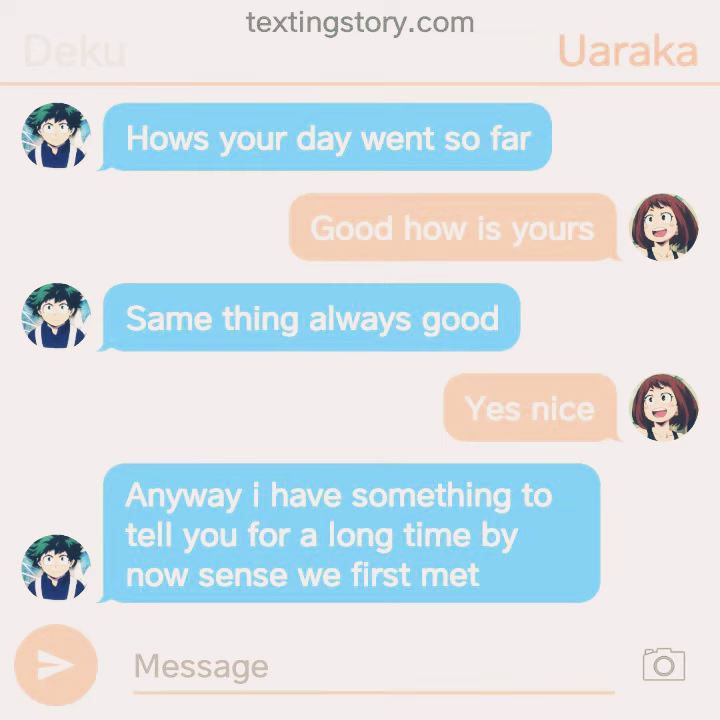 textingstory.com
Deku
Uaraka
Hows your day went so far
Good how is yours
Same thing always good
Yes nice
Anyway i have something to
tell you for a long time by
now sense we first met
Message